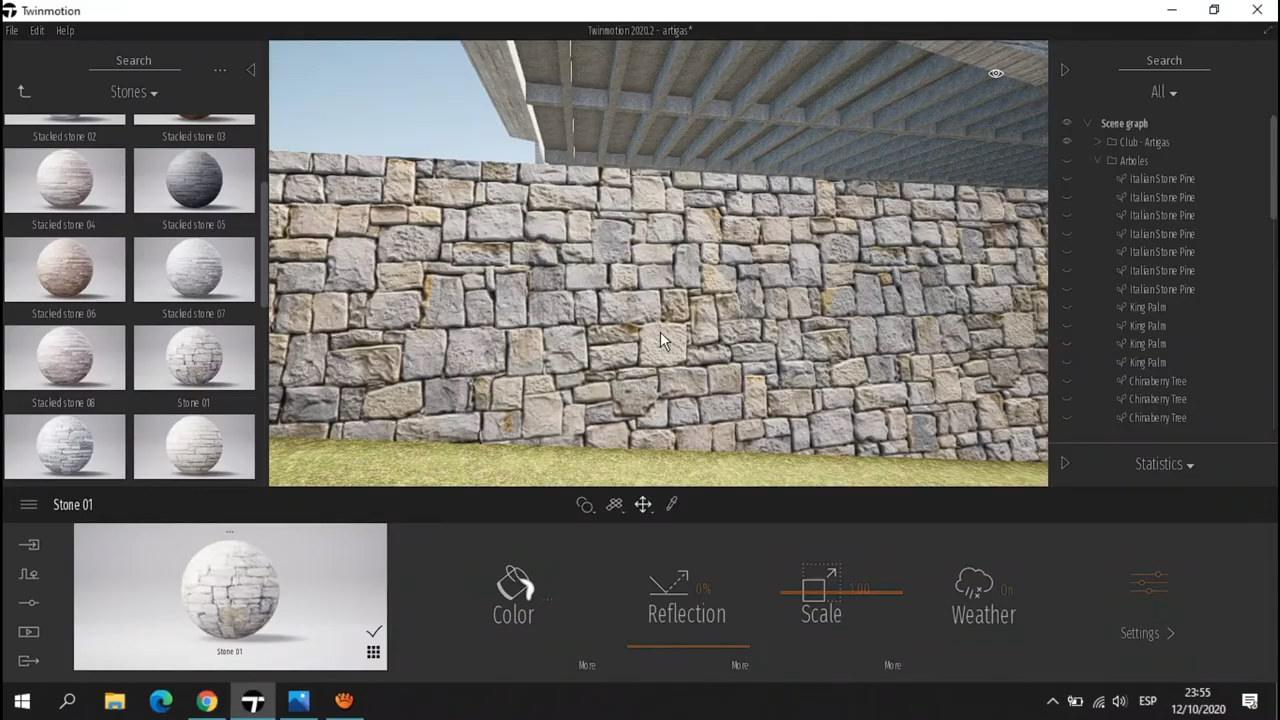 Twinmotion
File Edit Help
Twinmotion 2020.2 - artigas*
Search
...
Stones
Stacked stone 02
Stacked stone 03
Stacked stone 04
Stacked stone 05
Stacked stone 06
Stacked stone 07
Stacked stone 08
Stone 01
Search
All
Scene graph
Club - Artigas
Arboles
Italian Stone Pine
Italian Stone Pine
Italian Stone Pine
Italian Stone Pine
Italian Stone Pine
Italian Stone Pine
Italian Stone Pine
King Palm
King Palm
King Palm
King Palm
Chinaberry Tree
Chinaberry Tree
Chinaberry Tree
Statistics
Stone 01
Stone 01
Color
...
More
0%
Reflection
More
1.00
Scale
More
On
Weather
Settings
ESP
23:55
12/10/2020